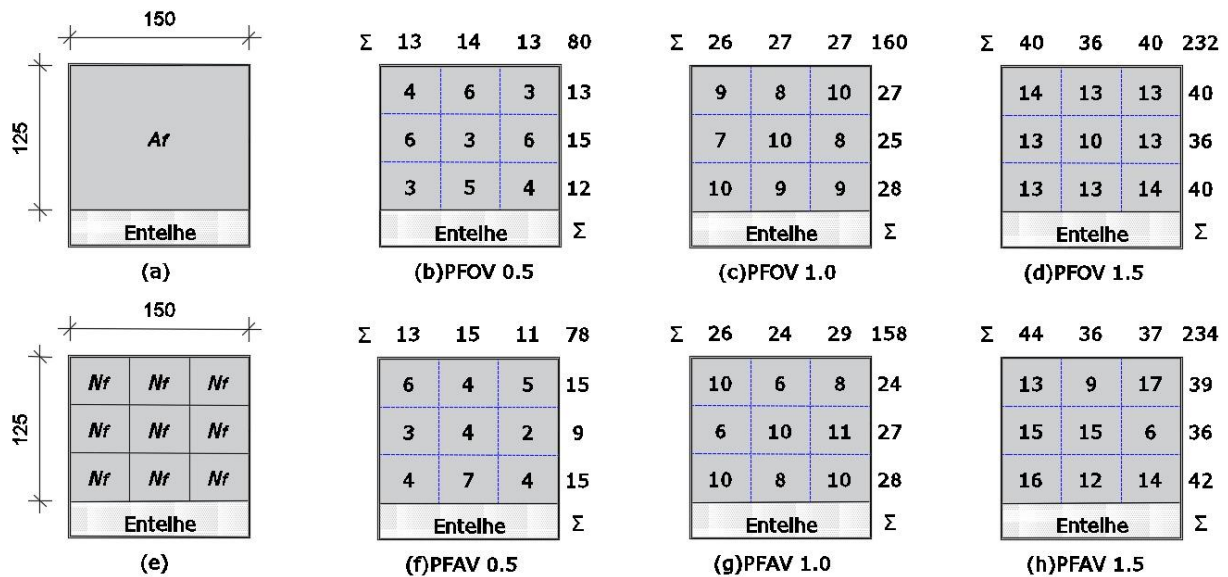 150
125
Af
Entelhe
(a)
Σ 13 14 13 80
4 6 3 13
6 3 6 15
3 5 4 12
Entelhe Σ
(b)PFOV 0.5
Σ 26 27 27 160
9 8 10 27
7 10 8 25
10 9 9 28
Entelhe Σ
(c)PFOV 1.0
Σ 40 36 40 232
14 13 13 40
13 10 13 36
13 13 14 40
Entelhe Σ
(d)PFOV 1.5
150
125
Nf Nf Nf
Nf Nf Nf
Nf Nf Nf
Entelhe
(e)
Σ 13 15 11 78
6 4 5 15
3 4 2 9
4 7 4 15
Entelhe Σ
(f)PFAV 0.5
Σ 26 24 29 158
10 6 8 24
6 10 11 27
10 8 10 28
Entelhe Σ
(g)PFAV 1.0
Σ 44 36 37 234
13 9 17 39
15 15 6 36
16 12 14 42
Entelhe Σ
(h)PFAV 1.5